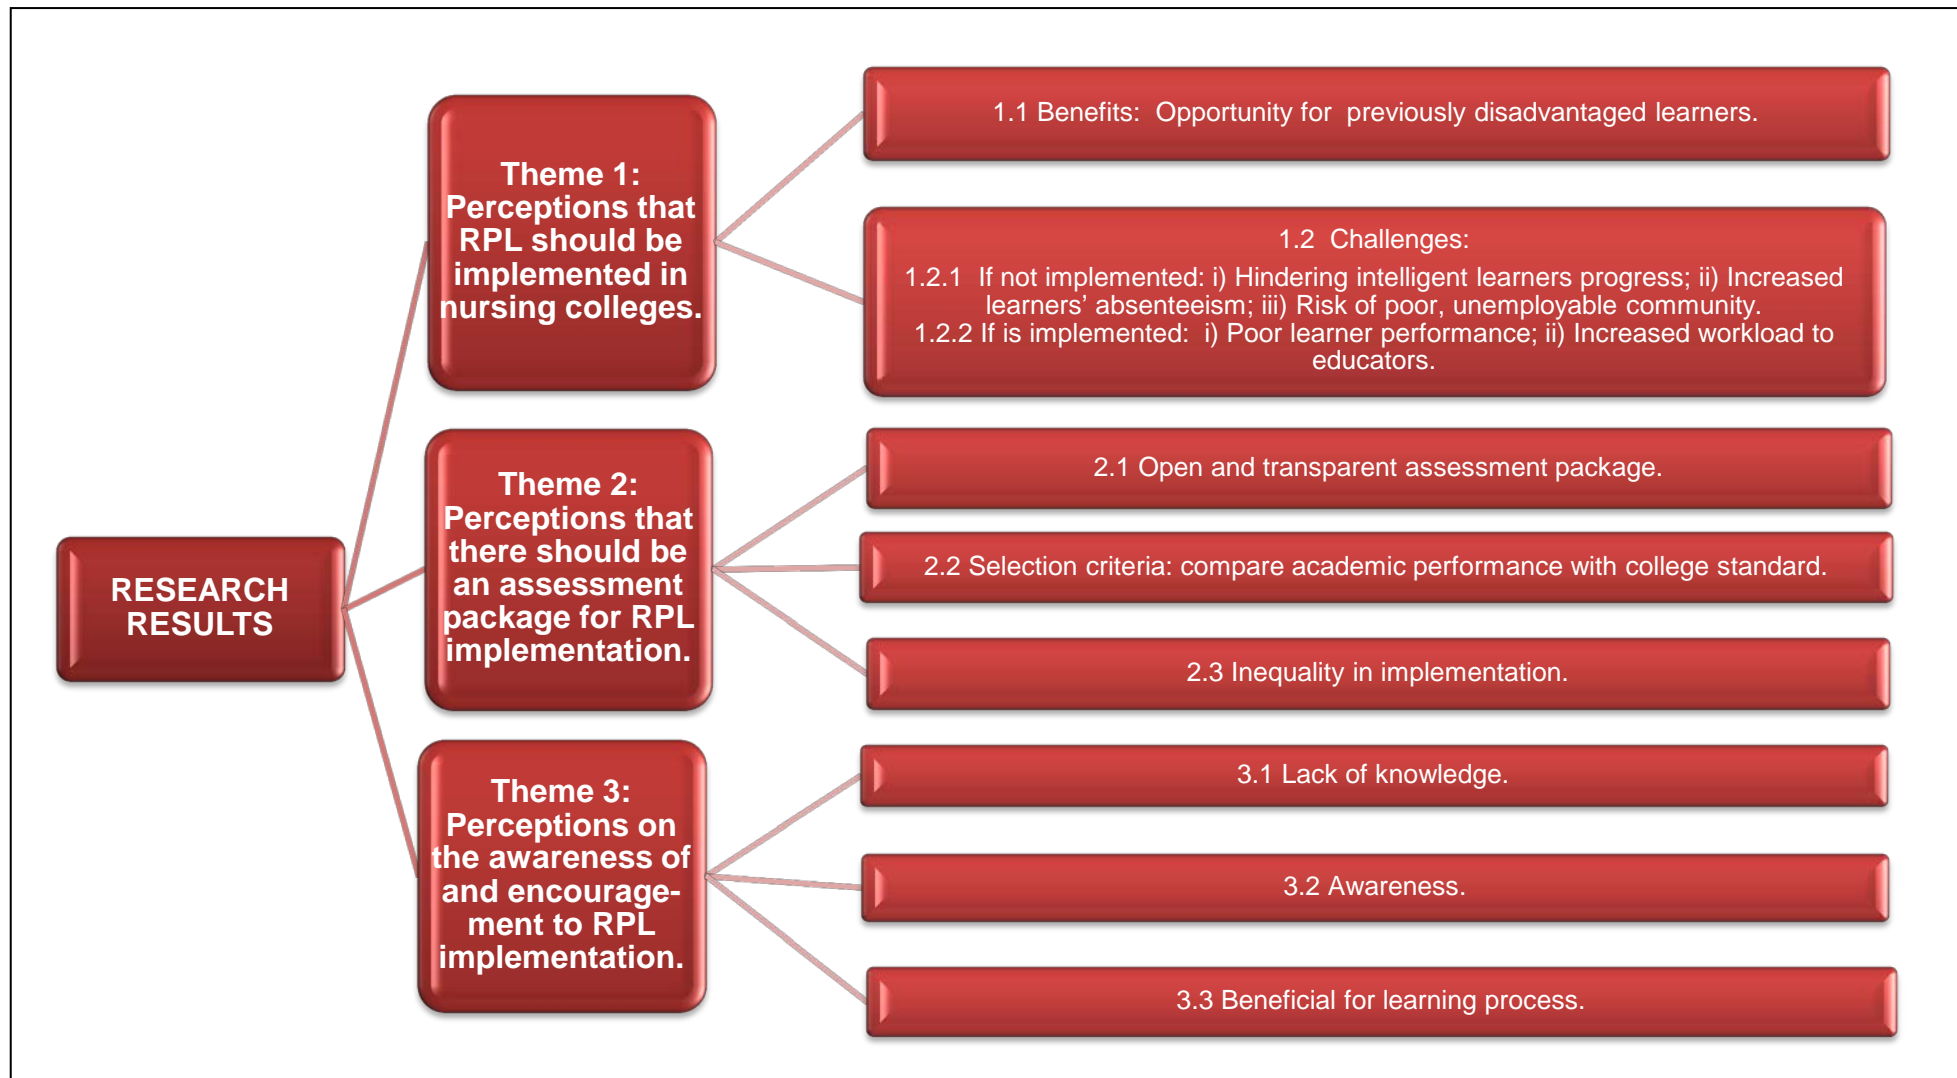 RESEARCH
RESULTS
Theme 1:
Perceptions that
RPL should be
implemented in
nursing colleges.
1.1 Benefits:  Opportunity for  previously disadvantaged learners.
1.2  Challenges:
1.2.1  If not implemented: i) Hindering intelligent learners progress; ii) Increased
learners’ absenteeism; iii) Risk of poor, unemployable community.
1.2.2 If is implemented:  i) Poor learner performance; ii) Increased workload to
educators.
Theme 2:
Perceptions that
there should be
an assessment
package for RPL
implementation.
2.1 Open and transparent assessment package.
2.2 Selection criteria: compare academic performance with college standard.
2.3 Inequality in implementation.
Theme 3:
Perceptions on
the awareness of
and encourage-
ment to RPL
implementation.
3.1 Lack of knowledge.
3.2 Awareness.
3.3 Beneficial for learning process.